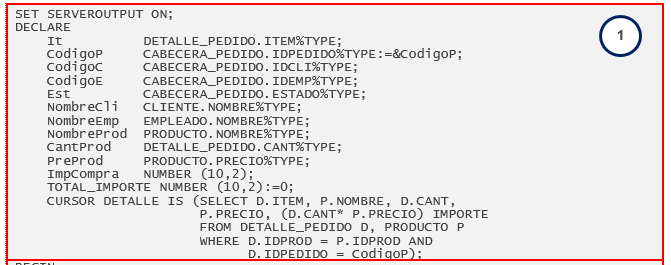 SET SERVEROUTPUT ON;
DECLARE
It DETALLE_PEDIDO.ITEM%TYPE;
CodigoP CABECERA_PEDIDO.IDPEDIDO%TYPE:=&CodigoP;
CodigoC CABECERA_PEDIDO.IDCLI%TYPE;
CodigoE CABECERA_PEDIDO.IDEMP%TYPE;
Est CABECERA_PEDIDO.ESTADO%TYPE;
NombreCli CLIENTE.NOMBRE%TYPE;
NombreEmp EMPLEADO.NOMBRE%TYPE;
NombreProd PRODUCTO.NOMBRE%TYPE;
CantProd DETALLE_PEDIDO.CANT%TYPE;
PreProd PRODUCTO.PRECIO%TYPE;
ImpCompra NUMBER (10,2);
TOTAL_IMPORTE NUMBER (10,2):=0;
CURSOR DETALLE IS (SELECT D.ITEM, P.NOMBRE, D.CANT,
P.PRECIO, (D.CANT* P.PRECIO) IMPORTE
FROM DETALLE_PEDIDO D, PRODUCTO P
WHERE D.IDPROD = P.IDPROD AND
D.IDPEDIDO = CodigoP);
BEGIN
1